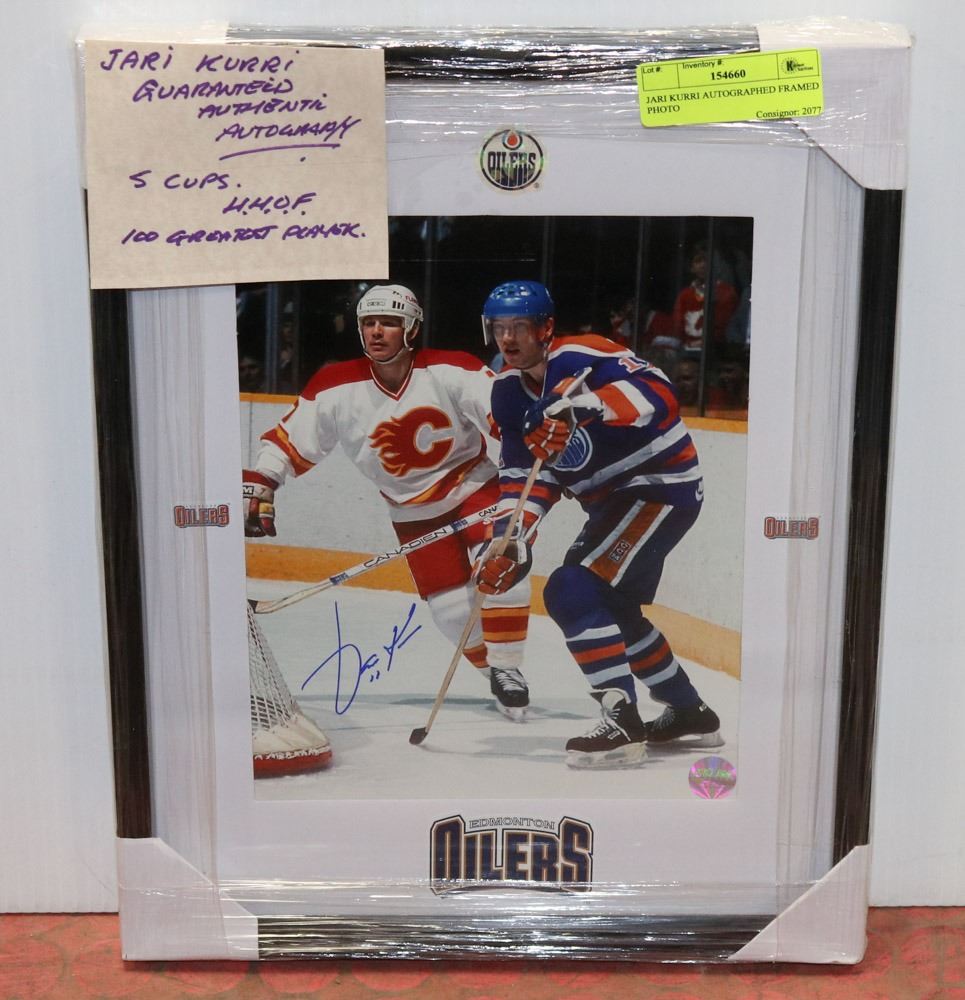 JARI KURRI
GUARANTEED
AUTHENTIC
AUTOGRAPH
5 CUPS.
H.H.O.F.
100 GREATEST PLAYER.
Lot #:
Inventory #:
154660
JARI KURRI AUTOGRAPHED FRAMED
PHOTO
Consignor: 2077
OILERS
C
CANADIEN
CANA
OILERS
OILERS
EDMONTON
OILERS